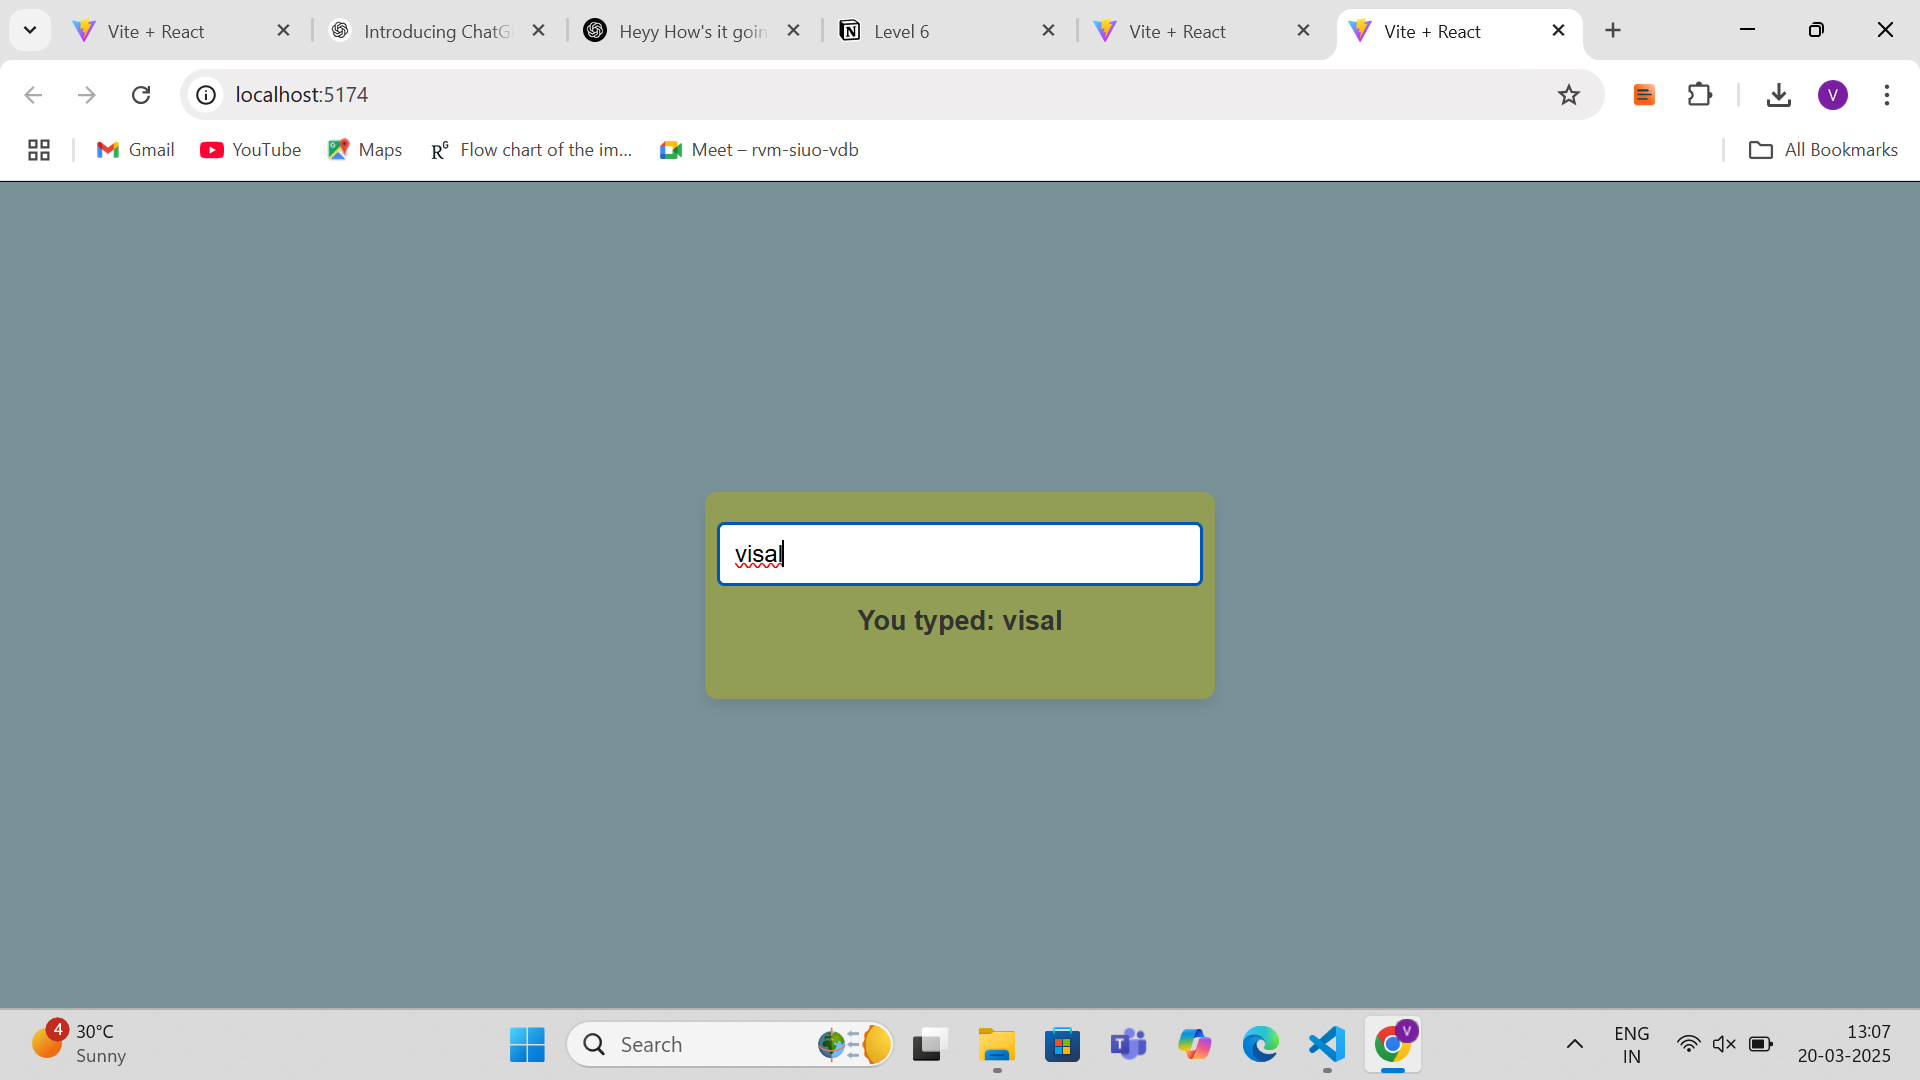 Vite + React
Introducing ChatG
Heyy How's it goin
Level 6
Vite + React
Vite + React
localhost:5174
V
Gmail
YouTube
Maps
Flow chart of the im...
Meet – rvm-siuo-vdb
All Bookmarks
visal
You typed: visal
4
30°C
Sunny
Search
V
ENG
IN
13:07
20-03-2025